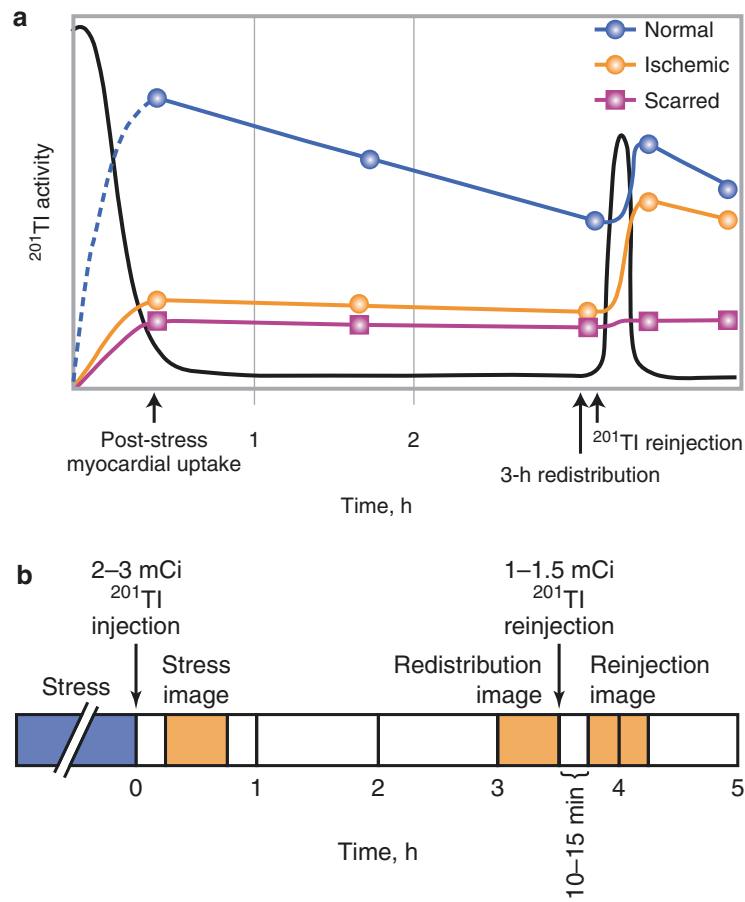 a
Normal
Ischemic
Scarred
201Tl activity
Post-stress
myocardial uptake
1
2
201Tl reinjection
3-h redistribution
Time, h
b
2–3 mCi
201Tl
injection
1–1.5 mCi
201Tl
reinjection
Stress
Stress
image
Redistribution
image
Reinjection
image
0
1
2
3
4
5
10–15 min {
Time, h